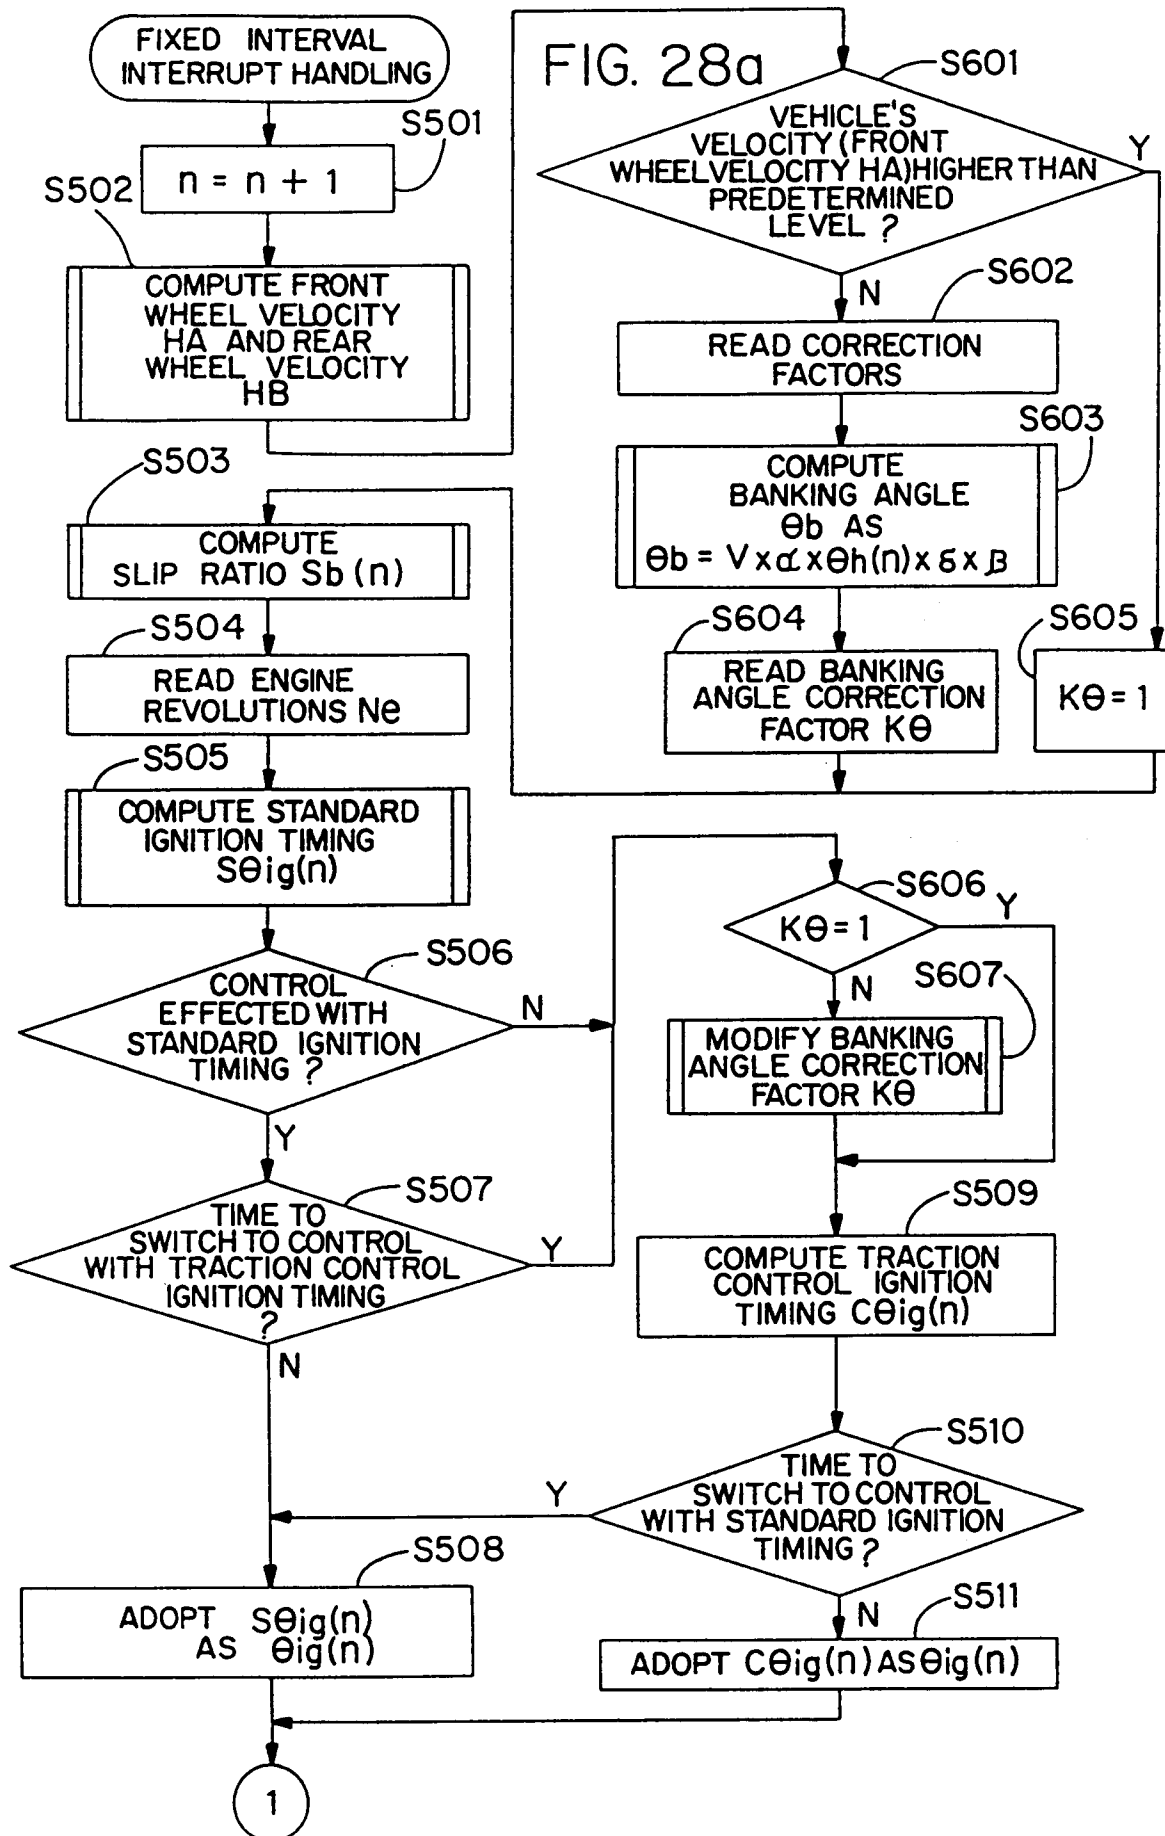 FIXED INTERVAL
INTERRUPT HANDLING
FIG. 28a
S501
n = n + 1
S502
COMPUTE FRONT
WHEEL VELOCITY
HA AND REAR
WHEEL VELOCITY
HB
S601
VEHICLE'S
VELOCITY (FRONT
WHEEL VELOCITY HA) HIGHER THAN
PREDETERMINED
LEVEL ?
Y
N
S602
READ CORRECTION
FACTORS
S603
COMPUTE
BANKING ANGLE
Θb AS
Θb = V x α x Θh(n) x δ x β
S604
READ BANKING
ANGLE CORRECTION
FACTOR KΘ
S605
KΘ = 1
S503
COMPUTE
SLIP RATIO Sb (n)
S504
READ ENGINE
REVOLUTIONS Ne
S505
COMPUTE STANDARD
IGNITION TIMING
SΘig(n)
S506
CONTROL
EFFECTED WITH
STANDARD IGNITION
TIMING ?
N
Y
S507
TIME TO
SWITCH TO CONTROL
WITH TRACTION CONTROL
IGNITION TIMING
?
Y
N
S606
KΘ = 1
Y
N
S607
MODIFY BANKING
ANGLE CORRECTION
FACTOR KΘ
S509
COMPUTE TRACTION
CONTROL IGNITION
TIMING CΘig(n)
S510
TIME TO
SWITCH TO CONTROL
WITH STANDARD IGNITION
TIMING ?
Y
N
S508
ADOPT SΘig(n)
AS Θig(n)
S511
ADOPT CΘig(n) AS Θig(n)
1